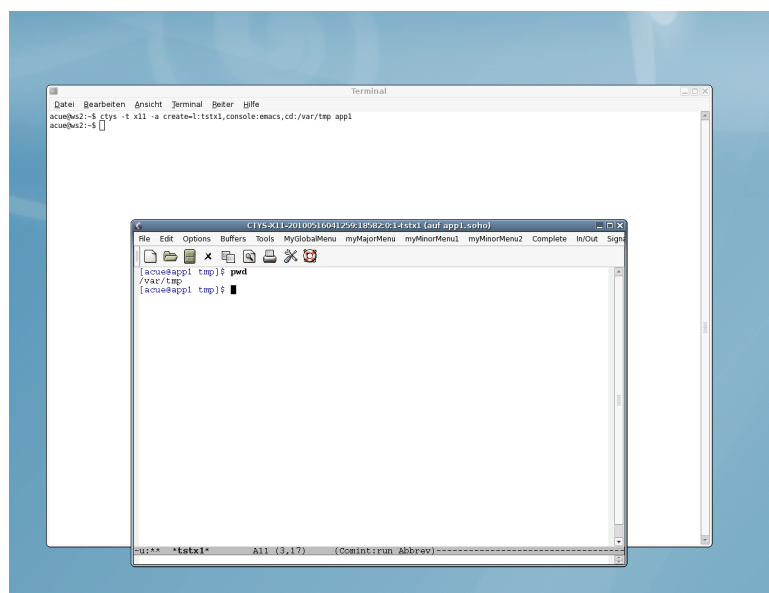 Terminal
Datei Bearbeiten Ansicht Terminal Reiter Hilfe
acue@ws2:~$ ctys -t x11 -a create=l:tstx1,console:emacs,cd:/var/tmp app1
acue@ws2:~$
CTYS-X11-20100516041259:18582:0:1-tstx1 (auf app1.soho)
File Edit Options Buffers Tools MyGlobalMenu myMajorMenu myMinorMenu1 myMinorMenu2 Complete In/Out Signa
[acue@app1 tmp]$ pwd
/var/tmp
[acue@app1 tmp]$
-u:** *tstx1* All (3,17) (Comint:run Abbrev)------------------------